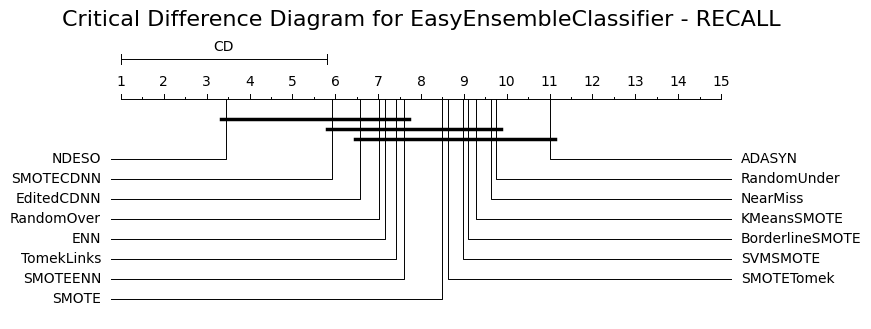 Critical Difference Diagram for EasyEnsembleClassifier - RECALL
CD
1 2 3 4 5 6 7 8 9 10 11 12 13 14 15
NDESO ADASYN
SMOTECDNN RandomUnder
EditedCDNN NearMiss
RandomOver KMeansSMOTE
ENN BorderlineSMOTE
TomekLinks SVMSMOTE
SMOTEENN SMOTETomek
SMOTE